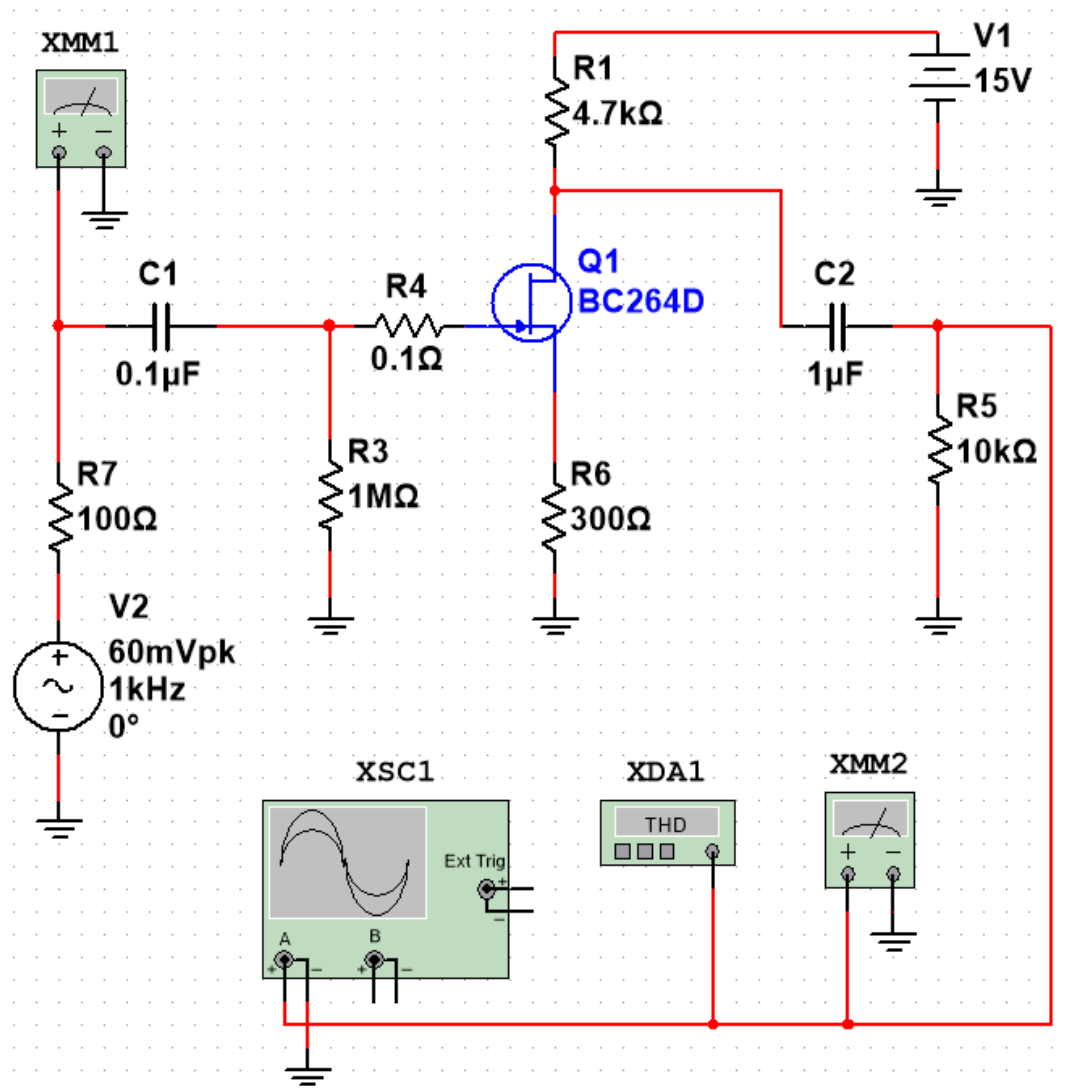 XMM1
+ −
R1
4.7kΩ
V1
15V
C1
0.1µF
R4
0.1Ω
Q1
BC264D
C2
1µF
R7
100Ω
R3
1MΩ
R6
300Ω
R5
10kΩ
V2
60mVpk
1kHz
0°
+
−
XSC1
Ext Trig
+
−
A
B
+ −
+ −
XDA1
THD
XMM2
+ −